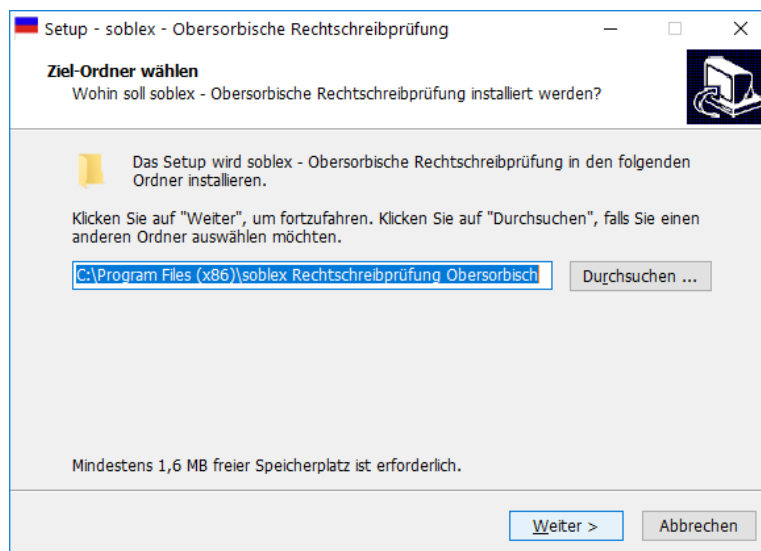 Setup - soblex - Obersorbische Rechtschreibprüfung
Ziel-Ordner wählen
Wohin soll soblex - Obersorbische Rechtschreibprüfung installiert werden?
Das Setup wird soblex - Obersorbische Rechtschreibprüfung in den folgenden
Ordner installieren.
Klicken Sie auf "Weiter", um fortzufahren. Klicken Sie auf "Durchsuchen", falls Sie einen
anderen Ordner auswählen möchten.
C:\Program Files (x86)\soblex Rechtschreibprüfung Obersorbisch
Durchsuchen ...
Mindestens 1,6 MB freier Speicherplatz ist erforderlich.
Weiter >
Abbrechen